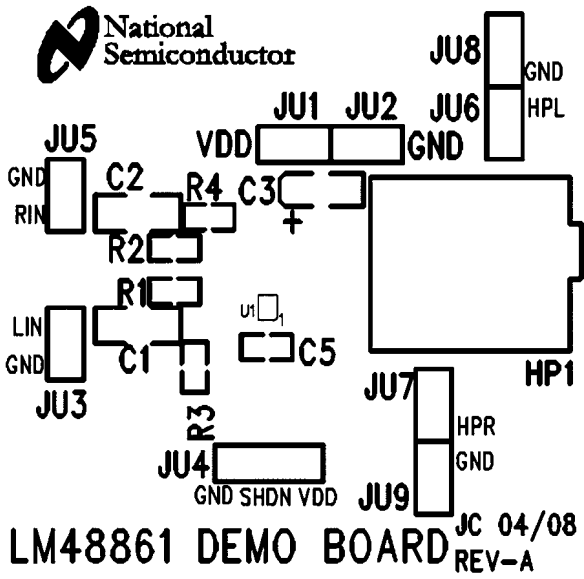 National
Semiconductor
JU8
GND
JU6
HPL
JU1 JU2
VDD
GND
JU5
GND
RIN
C2
R4
C3
+
R2
R1
U1
1
LIN
GND
C1
C5
JU3
R3
HP1
JU7
HPR
GND
JU4
GND SHDN VDD
JU9
LM48861 DEMO BOARD
JC 04/08
REV-A